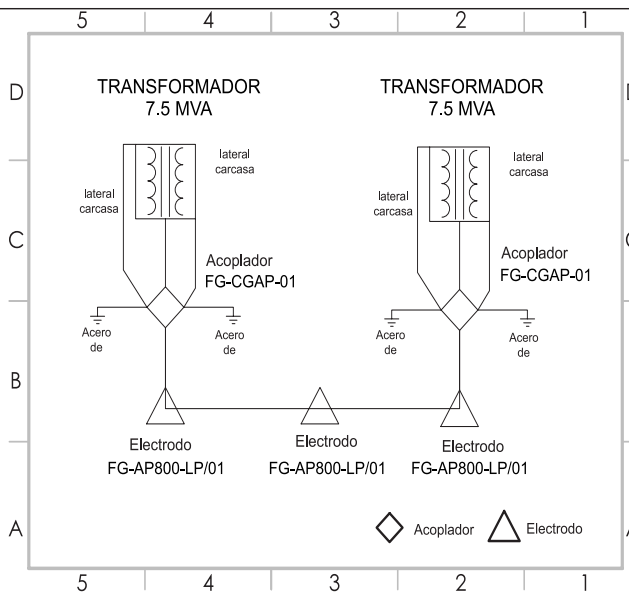 5 4 3 2 1
D
TRANSFORMADOR
7.5 MVA
TRANSFORMADOR
7.5 MVA
lateral
carcasa
lateral
carcasa
lateral
carcasa
lateral
carcasa
C
Acoplador
FG-CGAP-01
Acoplador
FG-CGAP-01
Acero
de
Acero
de
Acero
de
Acero
de
B
Electrodo
FG-AP800-LP/01
Electrodo
FG-AP800-LP/01
Electrodo
FG-AP800-LP/01
A
Acoplador
Electrodo
5 4 3 2 1